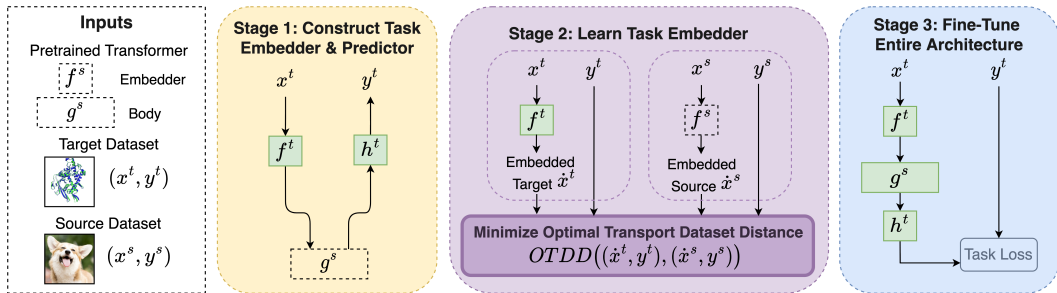 Inputs
Pretrained Transformer
f^s Embedder
g^s Body
Target Dataset
(x^t, y^t)
Source Dataset
(x^s, y^s)
Stage 1: Construct Task
Embedder & Predictor
x^t y^t
f^t h^t
g^s
Stage 2: Learn Task Embedder
x^t y^t x^s y^s
f^t f^s
Embedded
Target ẋ^t
Embedded
Source ẋ^s
Minimize Optimal Transport Dataset Distance
OTDD((ẋ^t, y^t), (ẋ^s, y^s))
Stage 3: Fine-Tune
Entire Architecture
x^t y^t
f^t
g^s
h^t
Task Loss